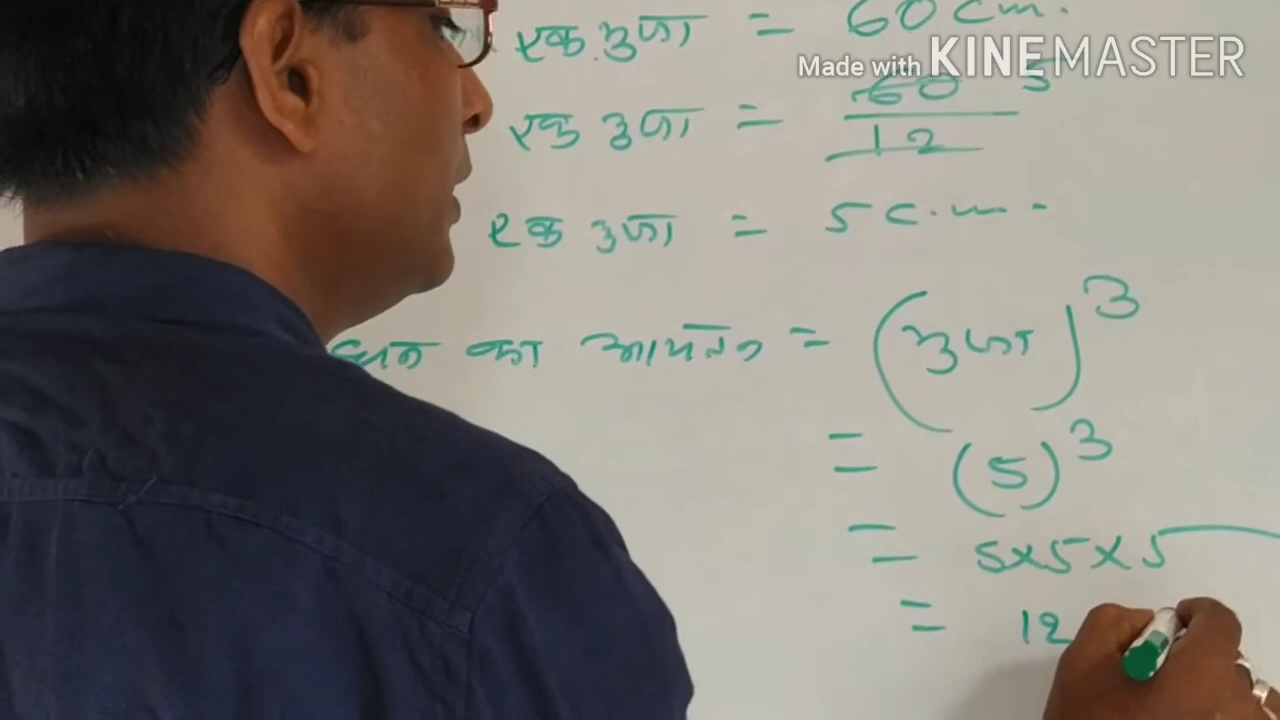 एक भुजा = 60 cm.
Made with KINEMASTER
एक भुजा = 60 5
12
एक भुजा = 5 c.m.
घन का आयतन = (भुजा)^3
= (5)^3
= 5×5×5
= 12